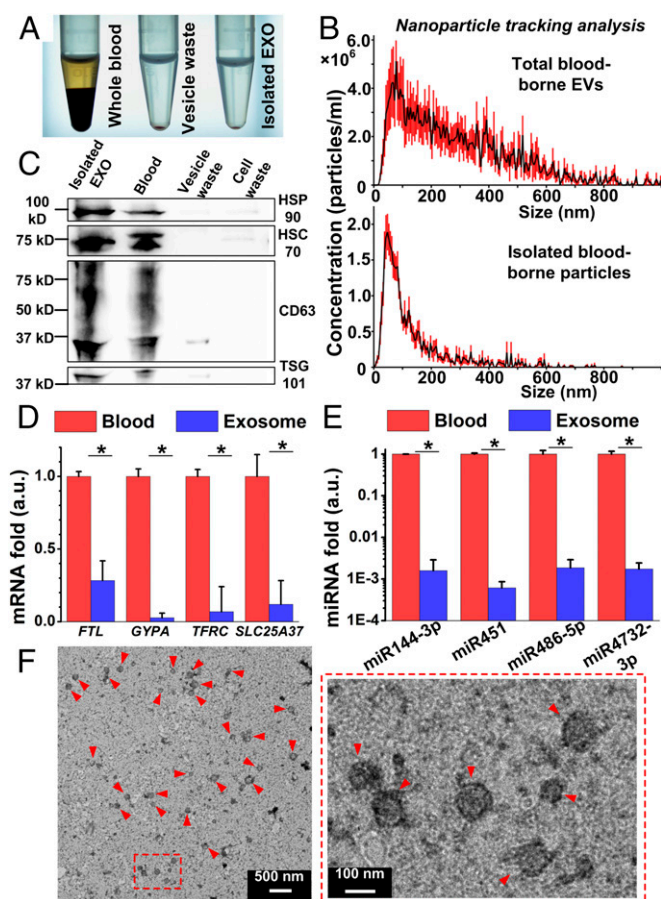 A
Whole blood
Vesicle waste
Isolated EXO
B
Nanoparticle tracking analysis
×10⁶
6.0
4.0
2.0
0
Total blood-
borne EVs
0 200 400 600 800
Size (nm)
Concentration (particles/ml)
2.0
1.5
1.0
0.5
0
Isolated blood-
borne particles
0 200 400 600 800
Size (nm)
C
Isolated
EXO
Blood
Vesicle
waste
Cell
waste
100
kD
HSP
90
75 kD
HSC
70
75 kD
50 kD
37 kD
CD63
37 kD
TSG
101
D
Blood Exosome
mRNA fold (a.u.)
1.0
0.5
0.0
* * * *
FTL GYPA TFRC SLC25A37
E
Blood Exosome
miRNA fold (a.u.)
1
0.1
0.01
1E-3
1E-4
* * * *
miR144-3p
miR451
miR486-5p
miR4732-
3p
F
500 nm
100 nm